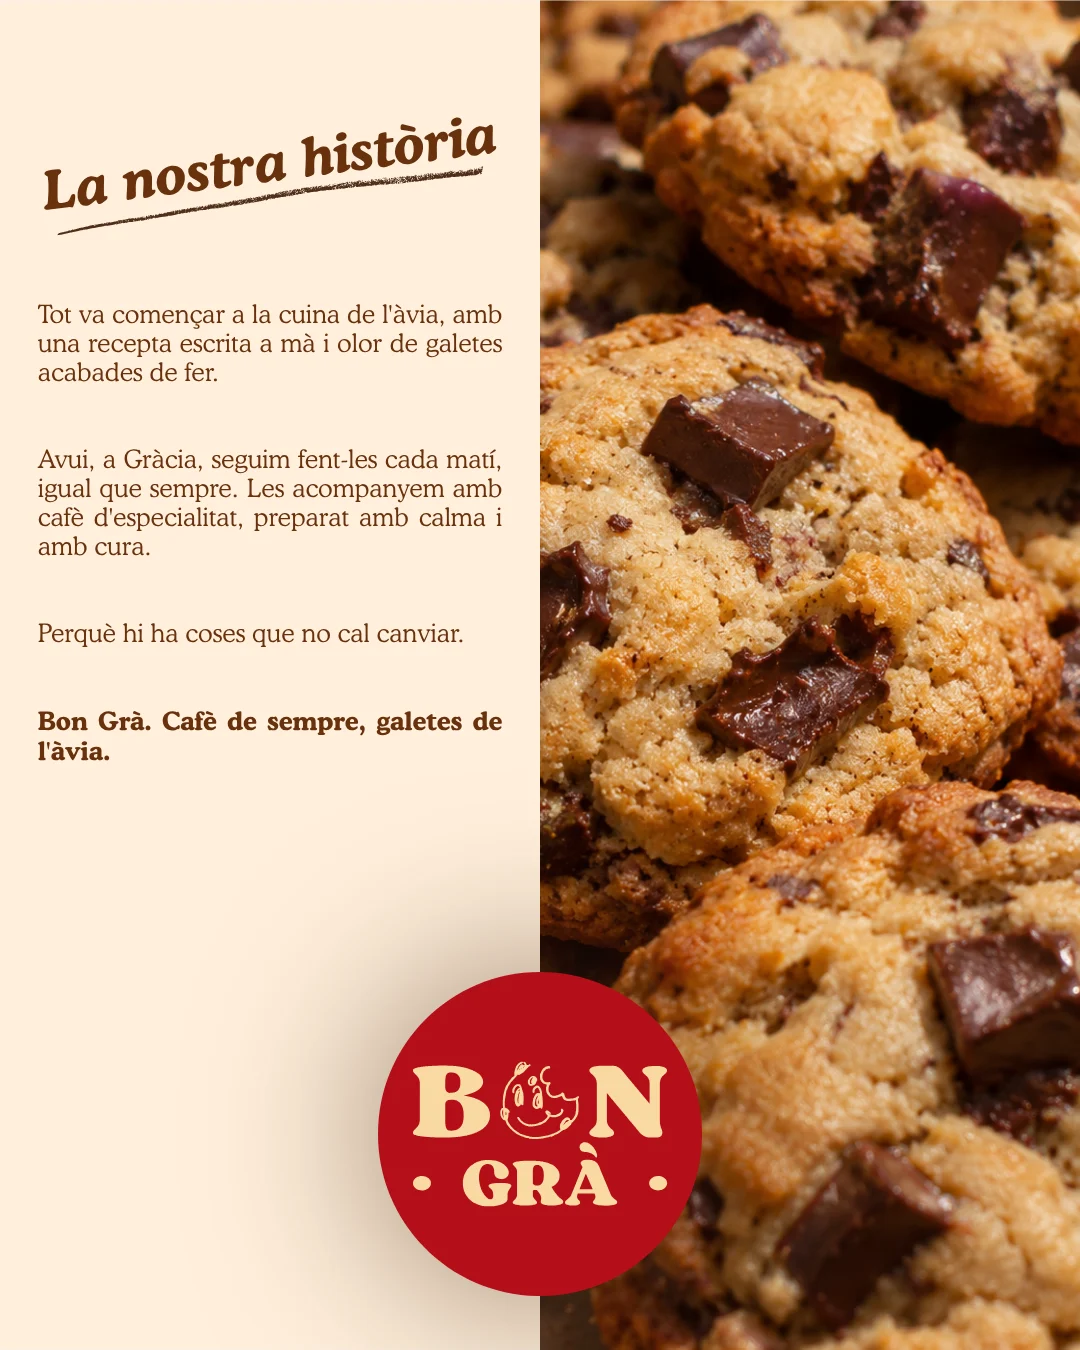 La nostra història
Tot va començar a la cuina de l'àvia, amb
una recepta escrita a mà i olor de galetes
acabades de fer.
Avui, a Gràcia, seguim fent-les cada matí,
igual que sempre. Les acompanyem amb
cafè d'especialitat, preparat amb calma i
amb cura.
Perquè hi ha coses que no cal canviar.
Bon Grà. Cafè de sempre, galetes de
l'àvia.
BON
• GRÀ •